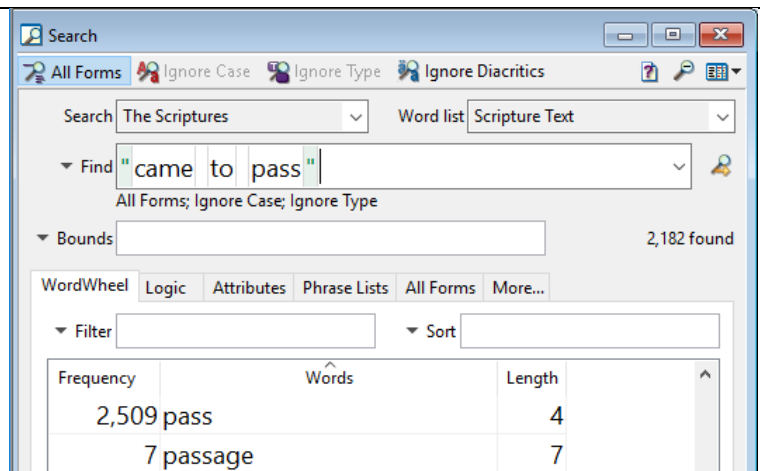 Search
All Forms Ignore Case Ignore Type Ignore Diacritics
Search The Scriptures Word list Scripture Text
Find "came to pass"
All Forms; Ignore Case; Ignore Type
Bounds 2,182 found
WordWheel Logic Attributes Phrase Lists All Forms More...
Filter Sort
Frequency Words Length
2,509 pass 4
7 passage 7